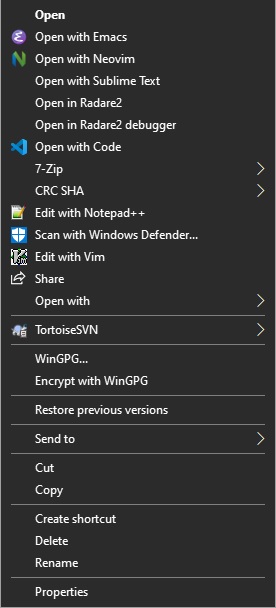 Open
Open with Emacs
Open with Neovim
Open with Sublime Text
Open in Radare2
Open in Radare2 debugger
Open with Code
7-Zip
CRC SHA
Edit with Notepad++
Scan with Windows Defender...
Edit with Vim
Share
Open with
TortoiseSVN
WinGPG...
Encrypt with WinGPG
Restore previous versions
Send to
Cut
Copy
Create shortcut
Delete
Rename
Properties